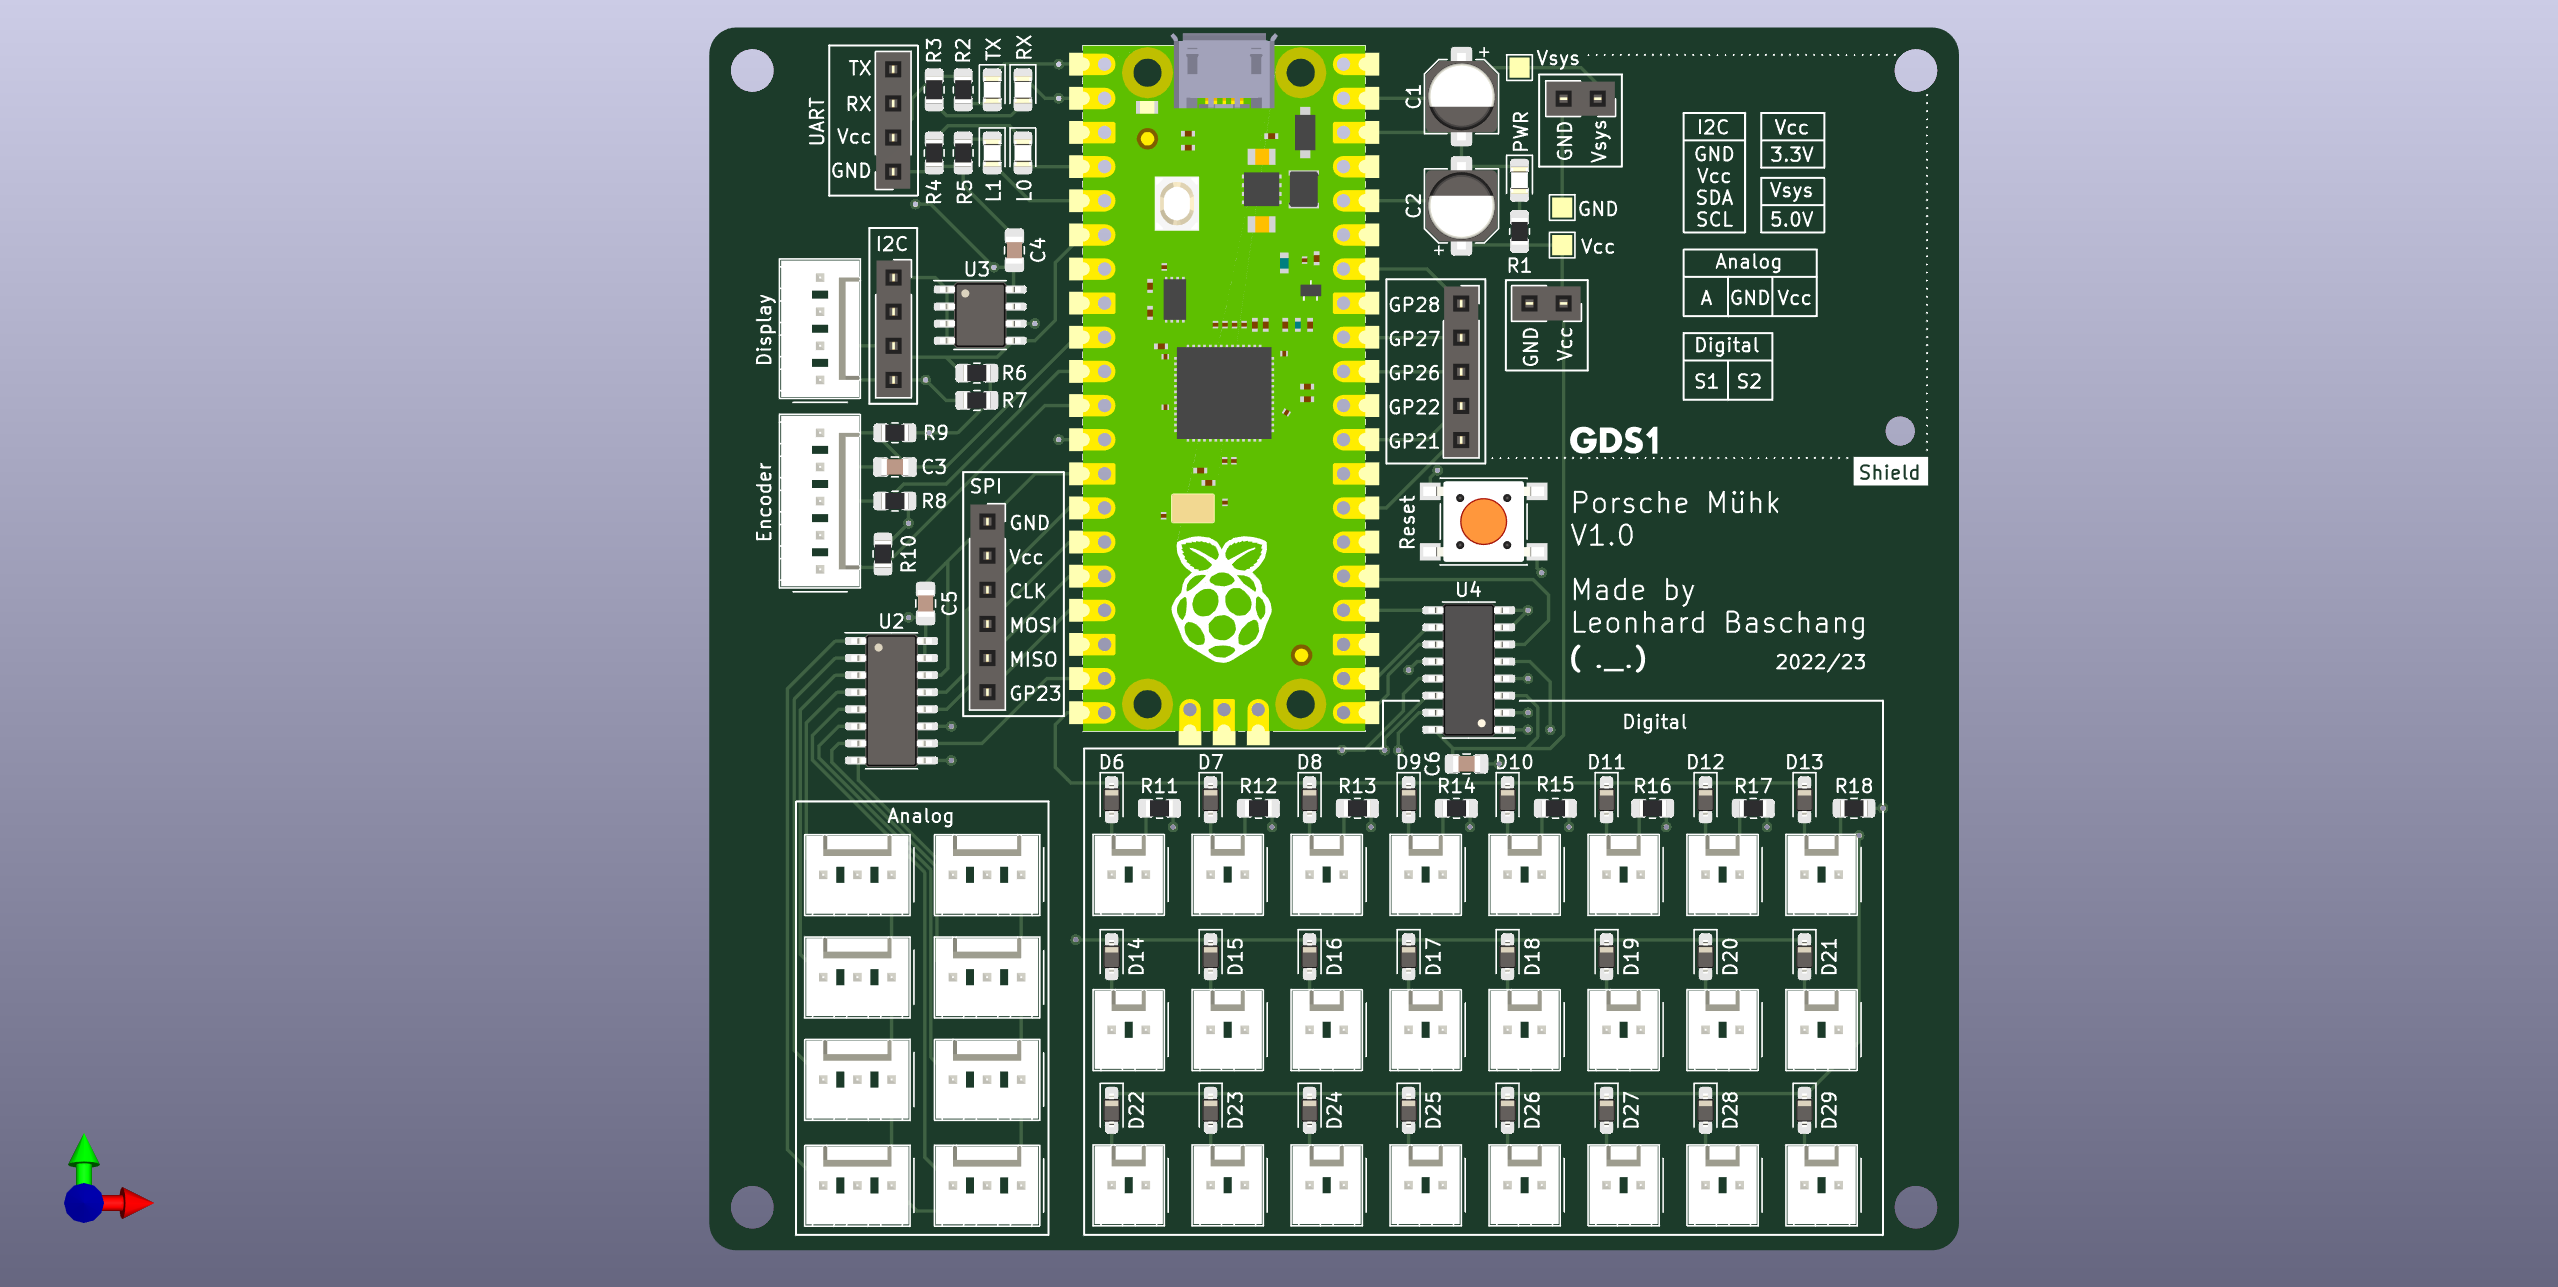 UART
TX
RX
Vcc
GND
R3
R2
TX
RX
R4
R5
L1
L0
C4
I2C
U3
Display
R6
R7
Encoder
R9
C3
R8
R10
C5
U2
SPI
GND
Vcc
CLK
MOSI
MISO
GP23
C1
+
Vsys
GND
Vsys
PWR
C2
+
GND
Vcc
R1
GP28
GP27
GP26
GP22
GP21
GND
Vcc
I2C
GND
Vcc
SDA
SCL
Vcc
3.3V
Vsys
5.0V
Analog
A GND Vcc
Digital
S1 S2
GDS1
Shield
Reset
Porsche Mühk
V1.0
Made by
Leonhard Baschang
( ._.)
2022/23
U4
C6
Analog
Digital
D6 D7 D8 D9 D10 D11 D12 D13
R11 R12 R13 R14 R15 R16 R17 R18
D14 D15 D16 D17 D18 D19 D20 D21
D22 D23 D24 D25 D26 D27 D28 D29